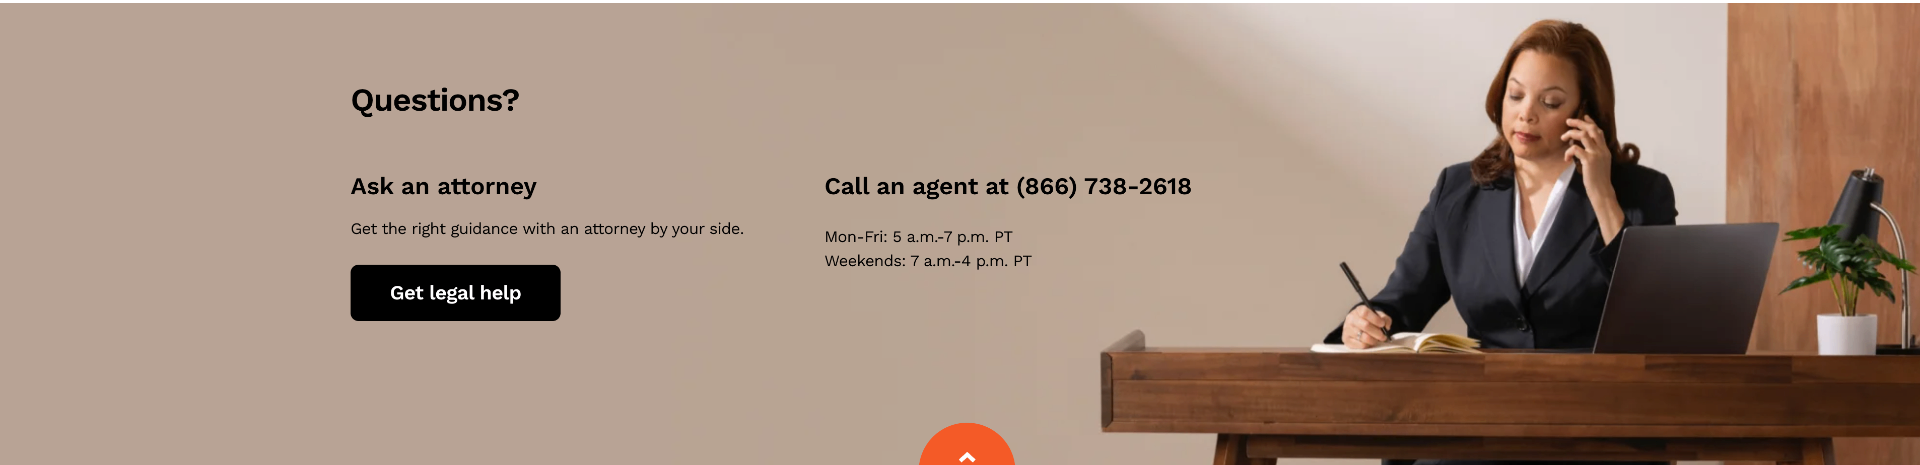 Questions?
Ask an attorney
Get the right guidance with an attorney by your side.
Get legal help
Call an agent at (866) 738-2618
Mon-Fri: 5 a.m.-7 p.m. PT
Weekends: 7 a.m.-4 p.m. PT